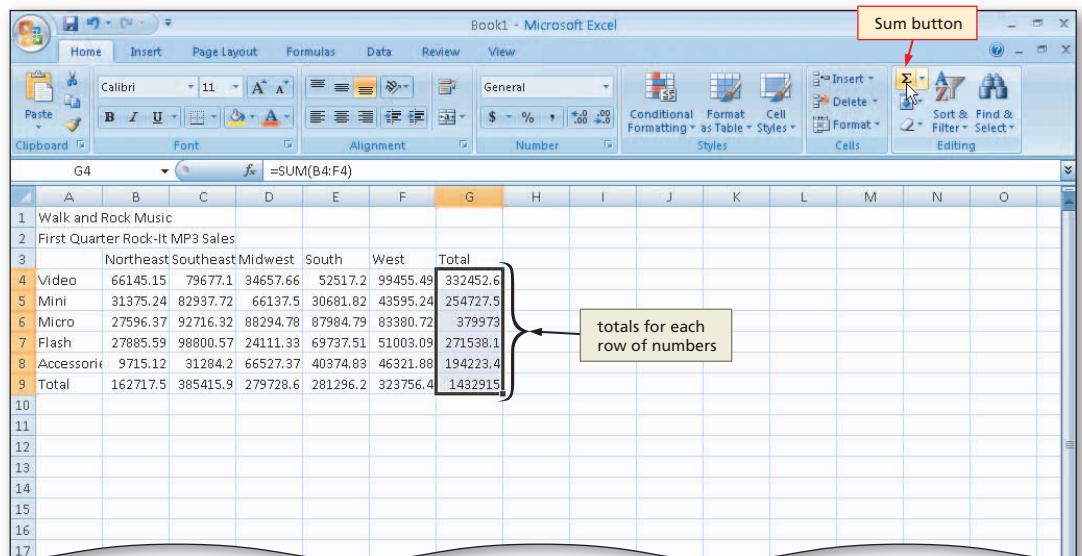 Book1 - Microsoft Excel
Sum button
Home Insert Page Layout Formulas Data Review View
Paste
Calibri 11 A A
B I U A
General
$ % , .0 .00 .00 .0
Conditional Formatting
Format as Table
Cell Styles
Insert
Delete
Format
Σ
Sort & Filter
Find & Select
Clipboard Font Alignment Number Styles Cells Editing
G4 fx =SUM(B4:F4)
A B C D E F G H I J K L M N O
1 Walk and Rock Music
2 First Quarter Rock-It MP3 Sales
3 Northeast Southeast Midwest South West Total
4 Video 66145.15 79677.1 34657.66 52517.2 99455.49 332452.6
5 Mini 31375.24 82937.72 66137.5 30681.82 43595.24 254727.5
6 Micro 27596.37 92716.32 88294.78 87984.79 83380.72 379973
7 Flash 27885.59 98800.57 24111.33 69737.51 51003.09 271538.1
8 Accessorie 9715.12 31284.2 66527.37 40374.83 46321.88 194223.4
9 Total 162717.5 385415.9 279728.6 281296.2 323756.4 1432915
totals for each
row of numbers
10
11
12
13
14
15
16
17